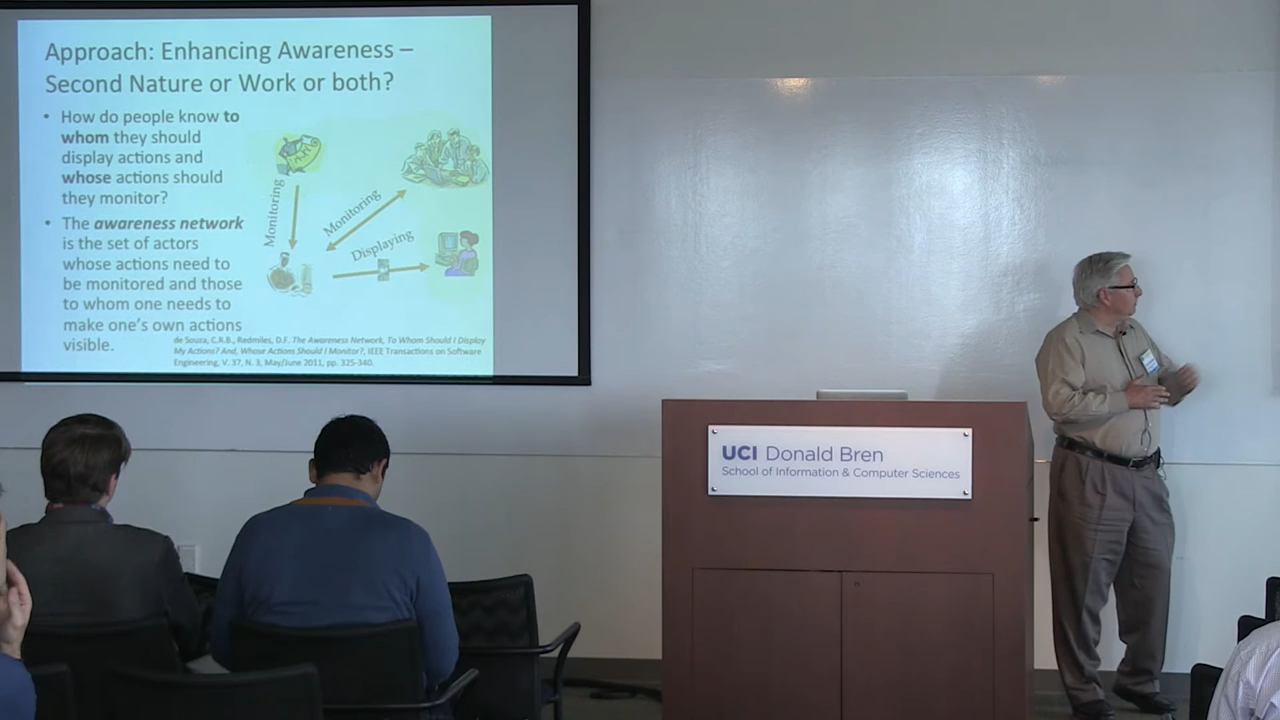 Approach: Enhancing Awareness –
Second Nature or Work or both?
• How do people know to
whom they should
display actions and
whose actions should
they monitor?
• The awareness network
is the set of actors
whose actions need to
be monitored and those
to whom one needs to
make one's own actions
visible.
Monitoring
Monitoring
Displaying
de Souza, C.R.B., Redmiles, D.F. The Awareness Network, To Whom Should I Display
My Actions? And, Whose Actions Should I Monitor?, IEEE Transactions on Software
Engineering, V. 37, N. 3, May/June 2011, pp. 325-340.
UCI Donald Bren
School of Information & Computer Sciences